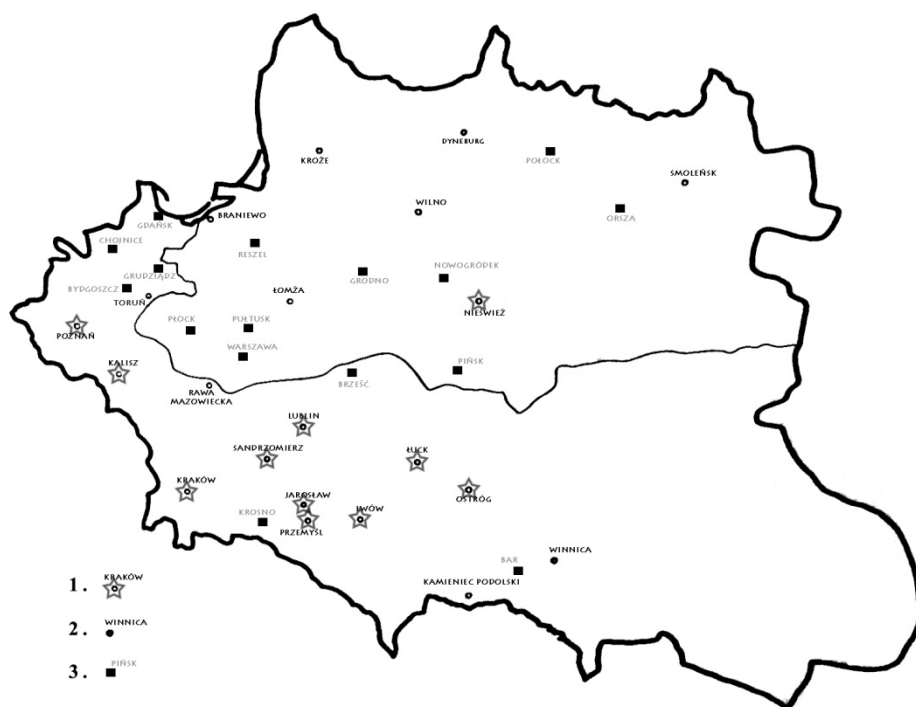 DYNEBURG
KROŻE
POŁOCK
SMOLEŃSK
WILNO
BRANIEWO
ORSZA
GDAŃSK
CHOJNICE
RESZEL
GRUDZIĄDZ
NOWOGRÓDEK
GRODNO
BYDGOSZCZ
ŁOMŻA
TORUŃ
NIEŚWIEŻ
PŁOCK
PUŁTUSK
POZNAŃ
WARSZAWA
KALISZ
PIŃSK
BRZEŚĆ
RAWA
MAZOWIECKA
LUBLIN
SANDRZOMIERZ
ŁUCK
KRAKÓW
OSTRÓG
JAROSŁAW
LWÓW
KROSNO
PRZEMYŚL
WINNICA
BAR
KAMIENIEC PODOLSKI
1. KRAKÓW
2. WINNICA
3. PIŃSK